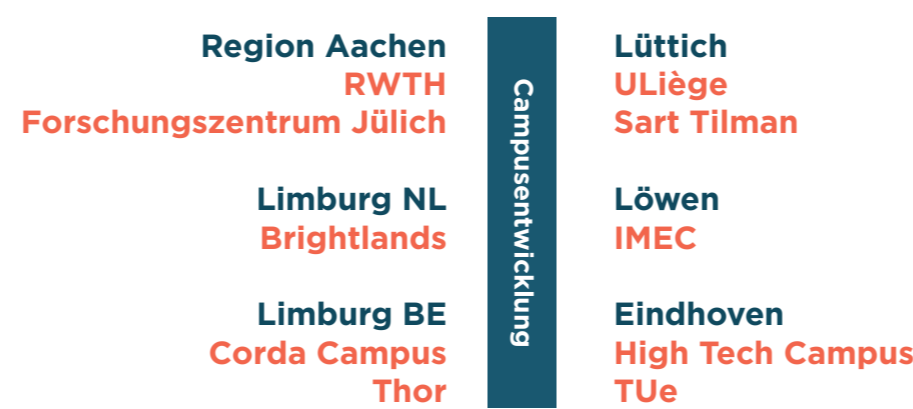 Region Aachen
RWTH
Forschungszentrum Jülich
Limburg NL
Brightlands
Limburg BE
Corda Campus
Thor
Campusentwicklung
Lüttich
ULiège
Sart Tilman
Löwen
IMEC
Eindhoven
High Tech Campus
TUe